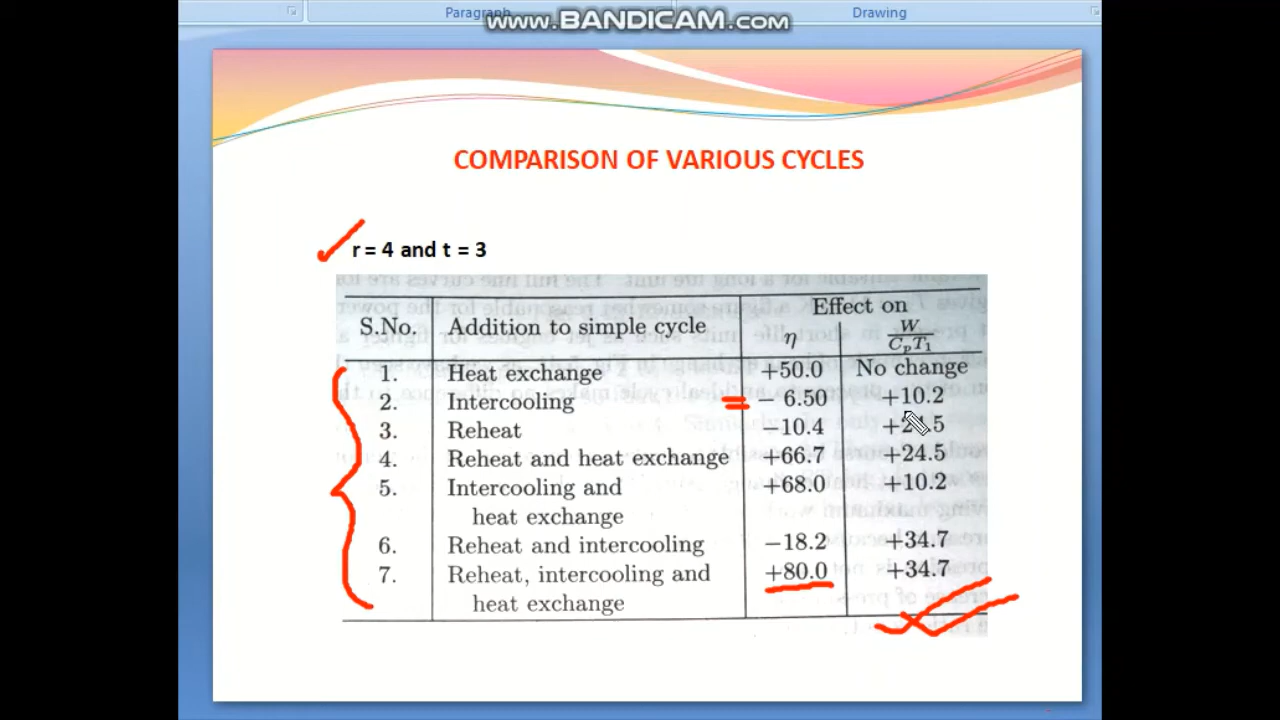 Paragraph
Drawing
www.BANDICAM.com
COMPARISON OF VARIOUS CYCLES
r = 4 and t = 3
S.No. Addition to simple cycle Effect on
η W/CpT1
1. Heat exchange +50.0 No change
2. Intercooling − 6.50 +10.2
3. Reheat −10.4 +24.5
4. Reheat and heat exchange +66.7 +24.5
5. Intercooling and +68.0 +10.2
heat exchange
6. Reheat and intercooling −18.2 +34.7
7. Reheat, intercooling and +80.0 +34.7
heat exchange